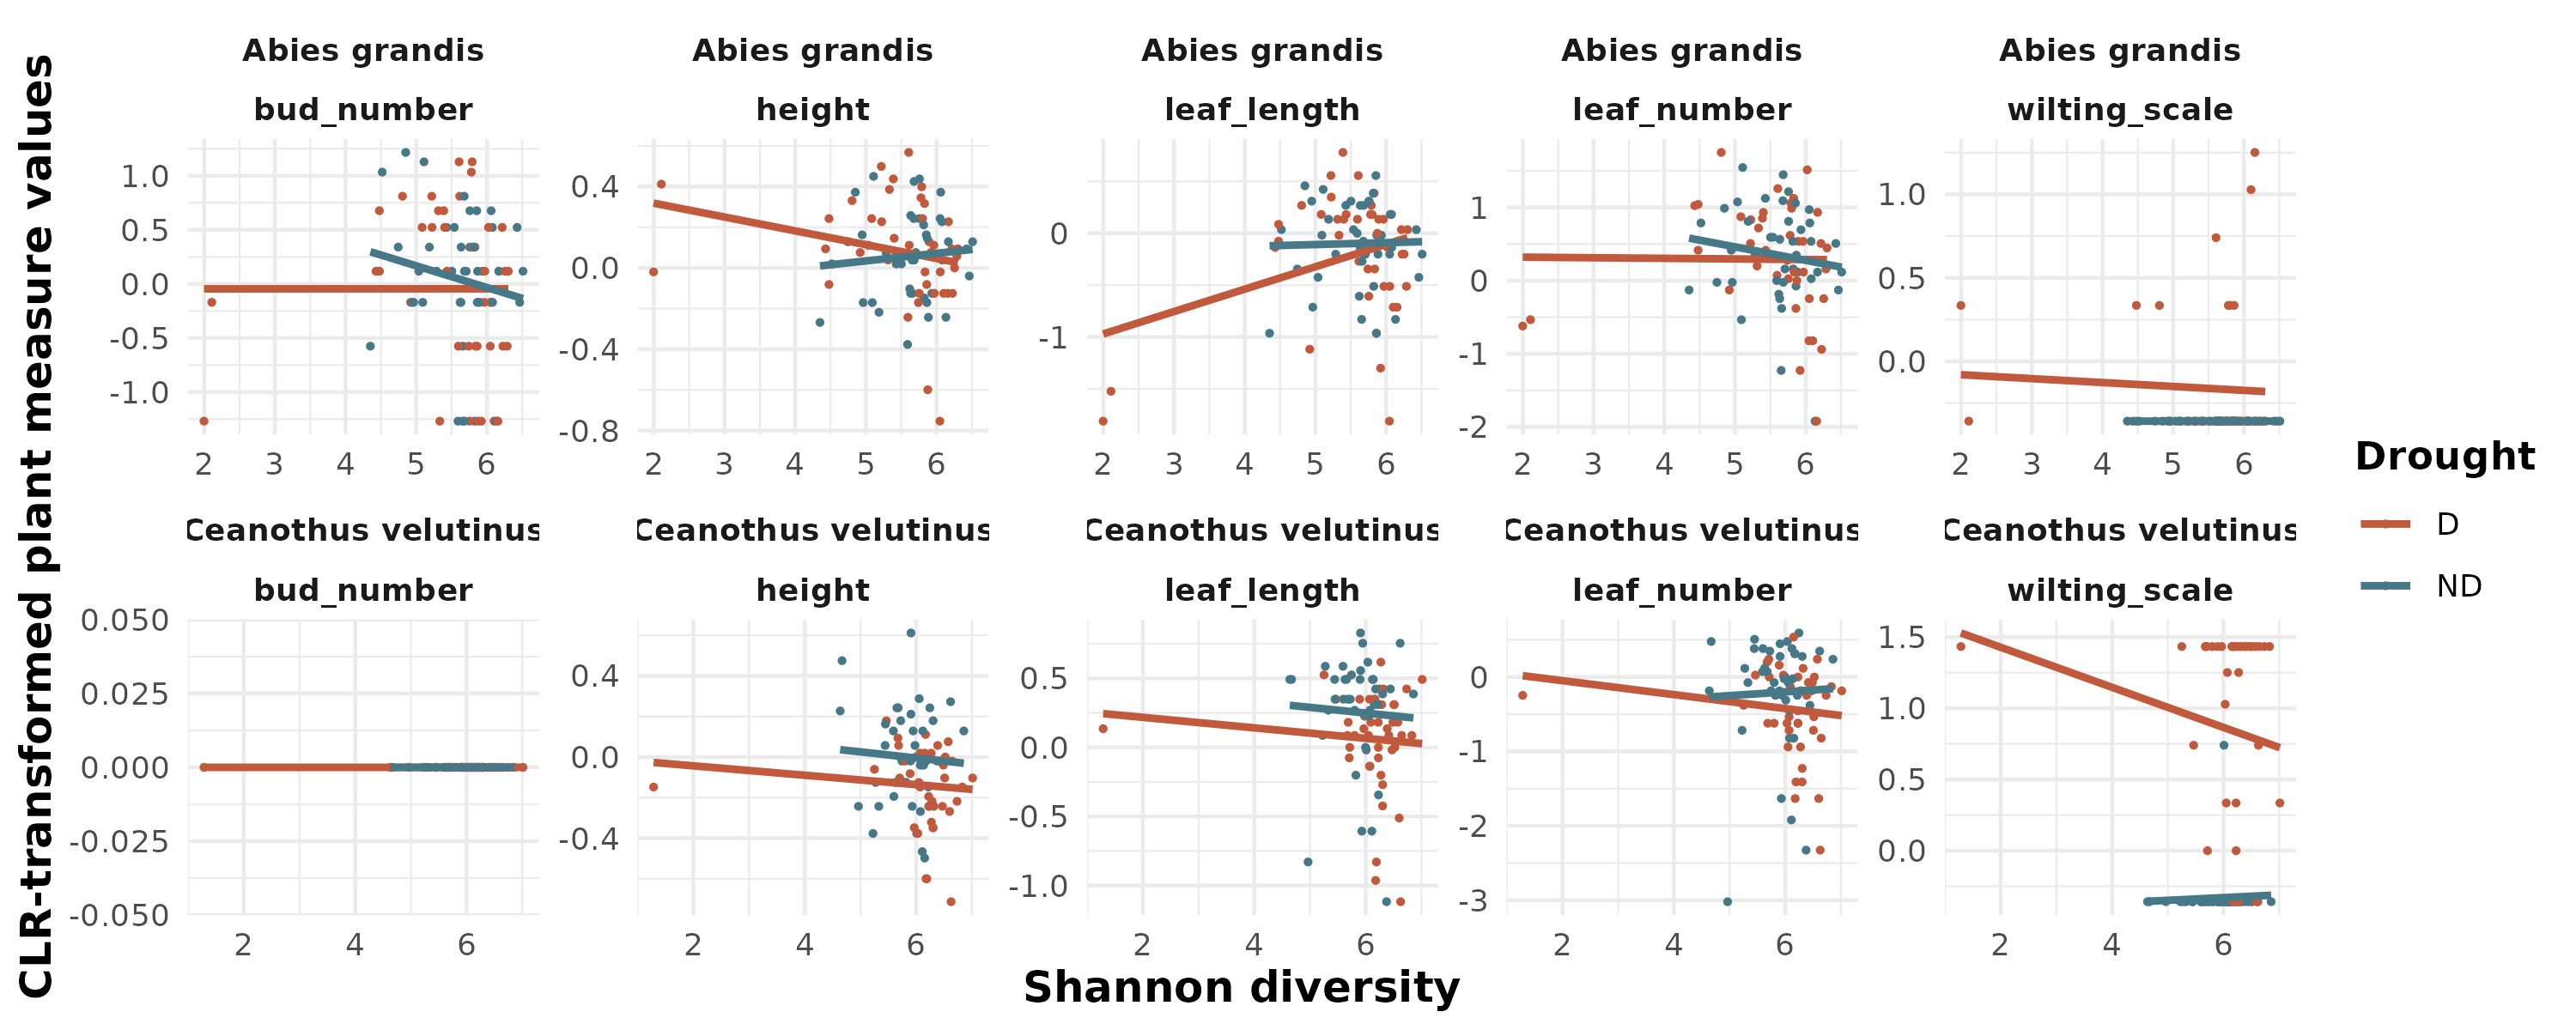 CLR-transformed plant measure values
Abies grandis Abies grandis Abies grandis Abies grandis Abies grandis
bud_number height leaf_length leaf_number wilting_scale
1.0 0.5 0.0 -0.5 -1.0
2 3 4 5 6
0.4 0.0 -0.4 -0.8
2 3 4 5 6
0 -1
2 3 4 5 6
1 0 -1 -2
2 3 4 5 6
1.0 0.5 0.0
2 3 4 5 6
Ceanothus velutinus Ceanothus velutinus Ceanothus velutinus Ceanothus velutinus Ceanothus velutinus
bud_number height leaf_length leaf_number wilting_scale
0.050 0.025 0.000 -0.025 -0.050
2 4 6
0.4 0.0 -0.4
2 4 6
0.5 0.0 -0.5 -1.0
2 4 6
0 -1 -2 -3
2 4 6
1.5 1.0 0.5 0.0
2 4 6
Shannon diversity
Drought
D
ND